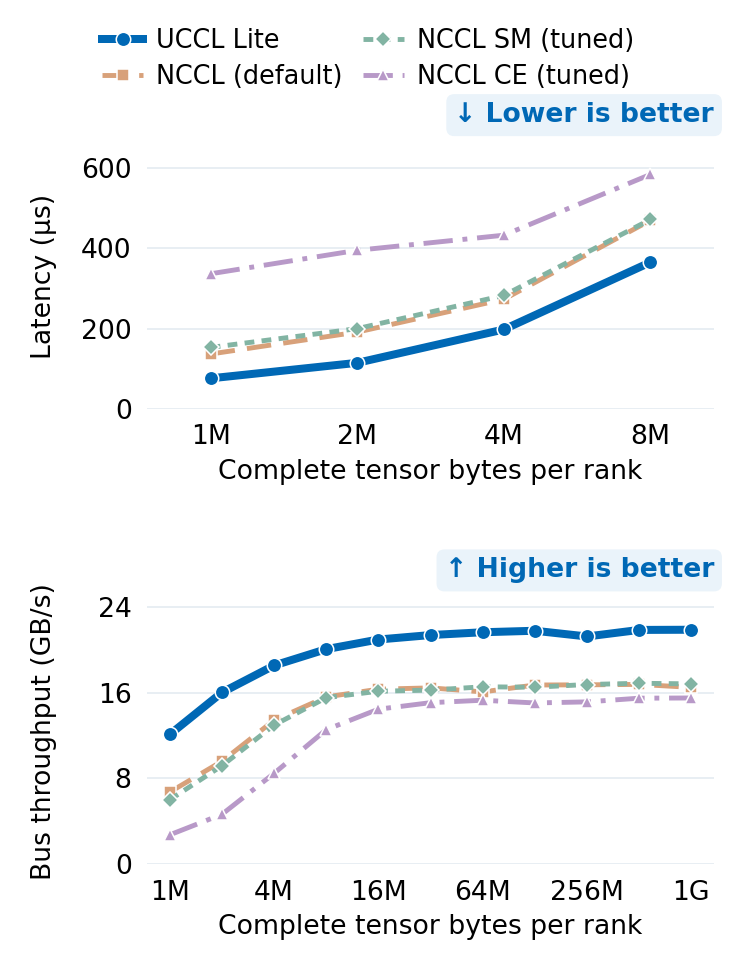 UCCL Lite NCCL SM (tuned)
NCCL (default) NCCL CE (tuned)
↓ Lower is better
600
400
200
0
Latency (µs)
1M 2M 4M 8M
Complete tensor bytes per rank
↑ Higher is better
24
16
8
0
Bus throughput (GB/s)
1M 4M 16M 64M 256M 1G
Complete tensor bytes per rank